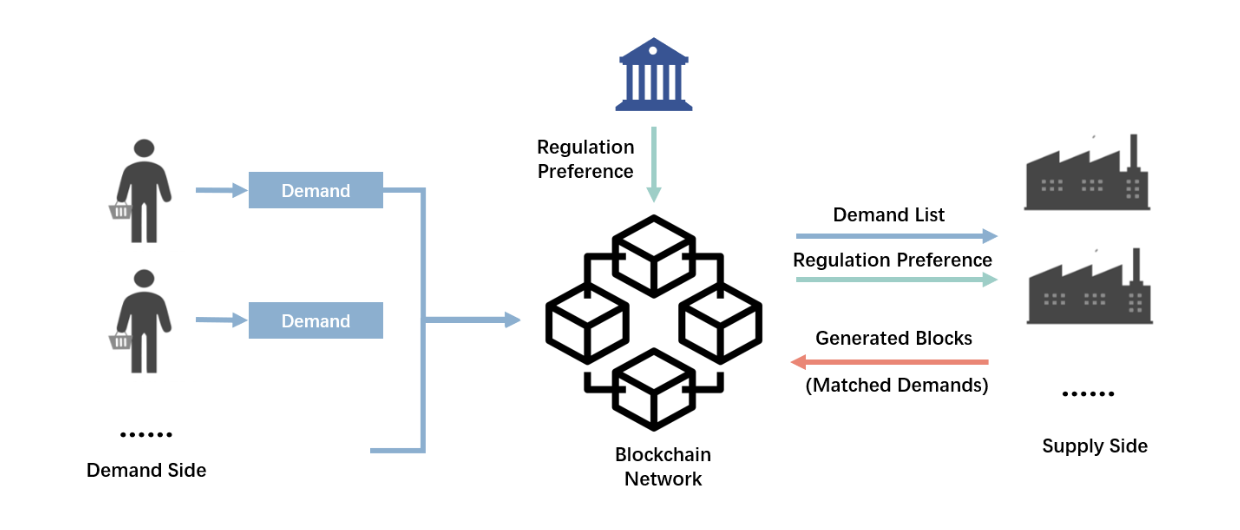 Regulation
Preference
Demand
Demand
......
Demand Side
Blockchain
Network
Demand List
Regulation Preference
Generated Blocks
(Matched Demands)
......
Supply Side